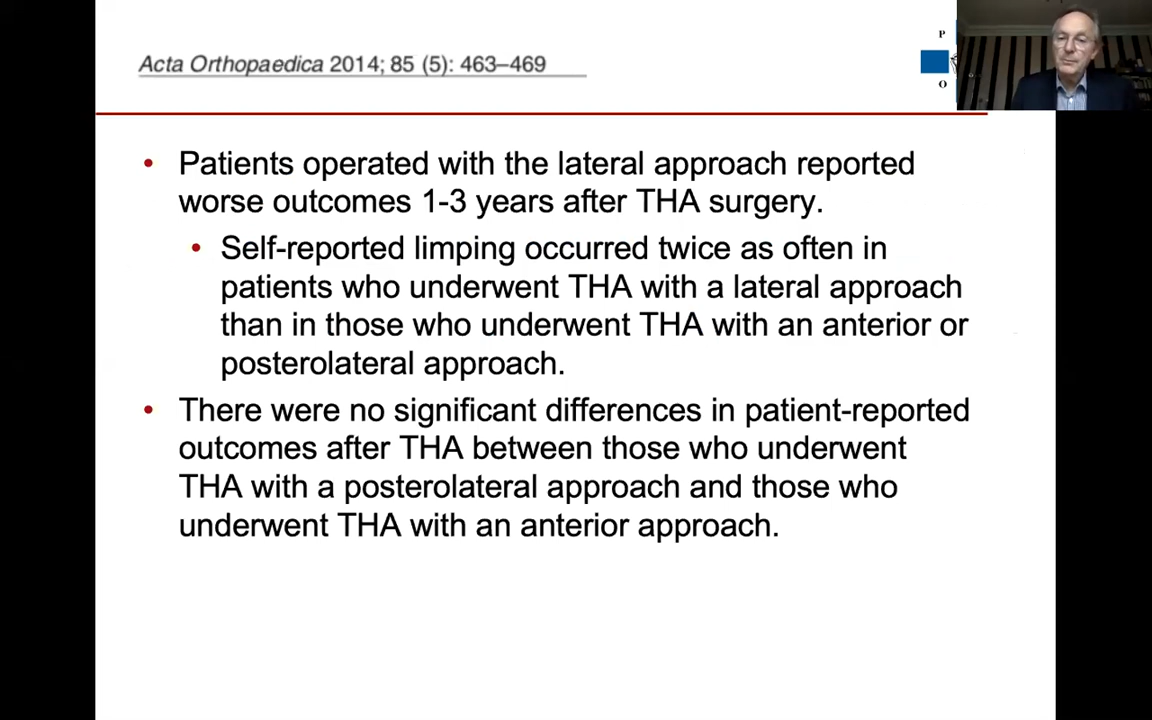 Acta Orthopaedica 2014; 85 (5): 463–469
P
O
• Patients operated with the lateral approach reported
worse outcomes 1-3 years after THA surgery.
• Self-reported limping occurred twice as often in
patients who underwent THA with a lateral approach
than in those who underwent THA with an anterior or
posterolateral approach.
• There were no significant differences in patient-reported
outcomes after THA between those who underwent
THA with a posterolateral approach and those who
underwent THA with an anterior approach.